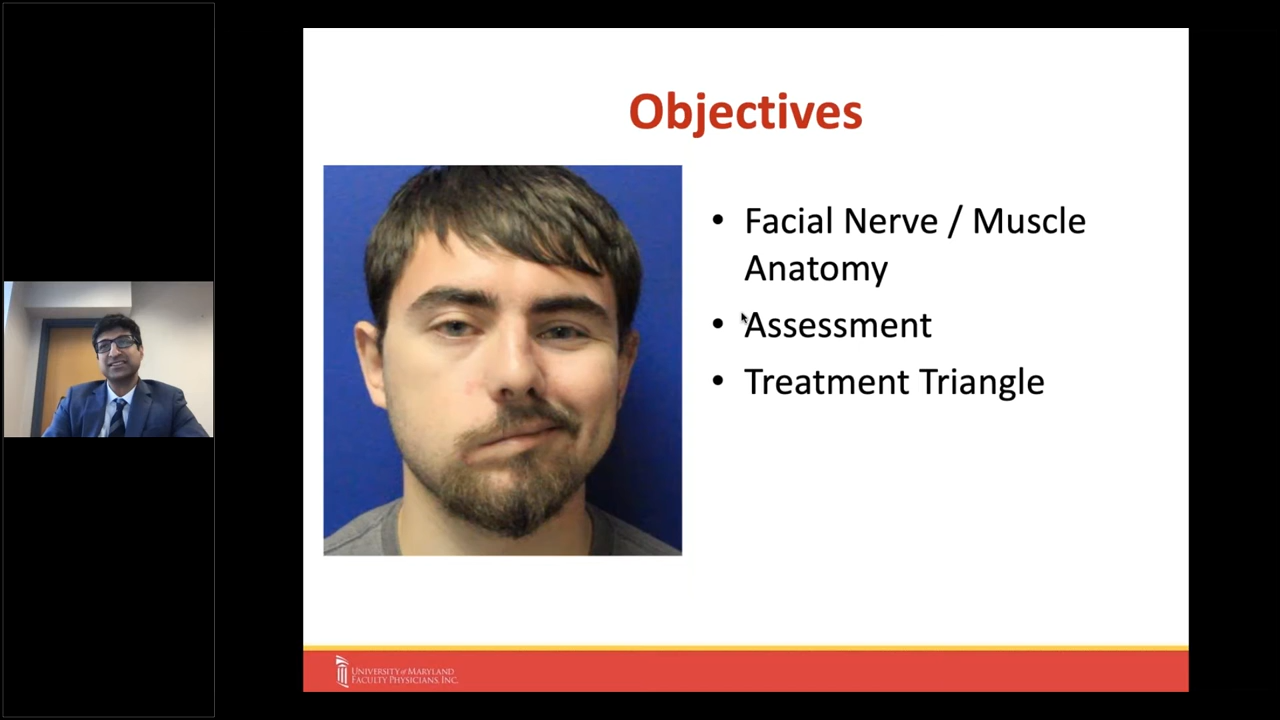 Objectives
• Facial Nerve / Muscle
Anatomy
• Assessment
• Treatment Triangle
UNIVERSITY of MARYLAND
FACULTY PHYSICIANS, INC.